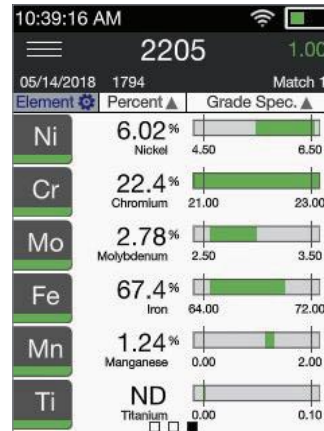 10:39:16 AM
2205 1.00
05/14/2018 1794 Match 1
Element Percent Grade Spec.
Ni 6.02%
Nickel 4.50 6.50
Cr 22.4%
Chromium 21.00 23.00
Mo 2.78%
Molybdenum 2.50 3.50
Fe 67.4%
Iron 64.00 72.00
Mn 1.24%
Manganese 0.00 2.00
Ti ND
Titanium 0.00 0.10